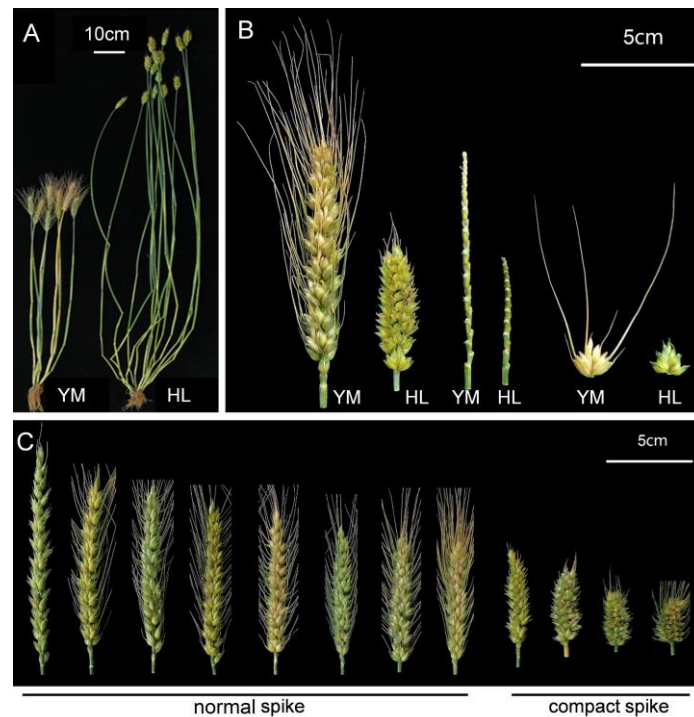 A
10cm
YM
HL
B
5cm
YM
HL
YM
HL
YM
HL
C
5cm
normal spike
compact spike